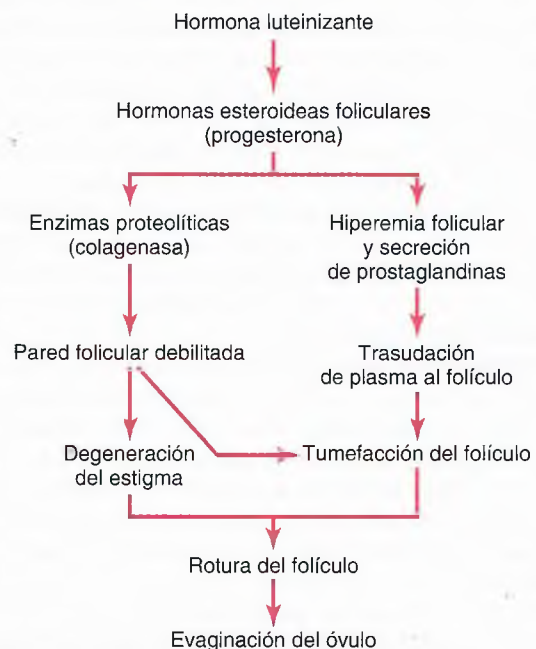 Hormona luteinizante
Hormonas esteroideas foliculares
(progesterona)
Enzimas proteolíticas
(colagenasa)
Hiperemia folicular
y secreción
de prostaglandinas
Pared folicular debilitada
Trasudación
de plasma al folículo
Degeneración
del estigma
Tumefacción del folículo
Rotura del folículo
Evaginación del óvulo